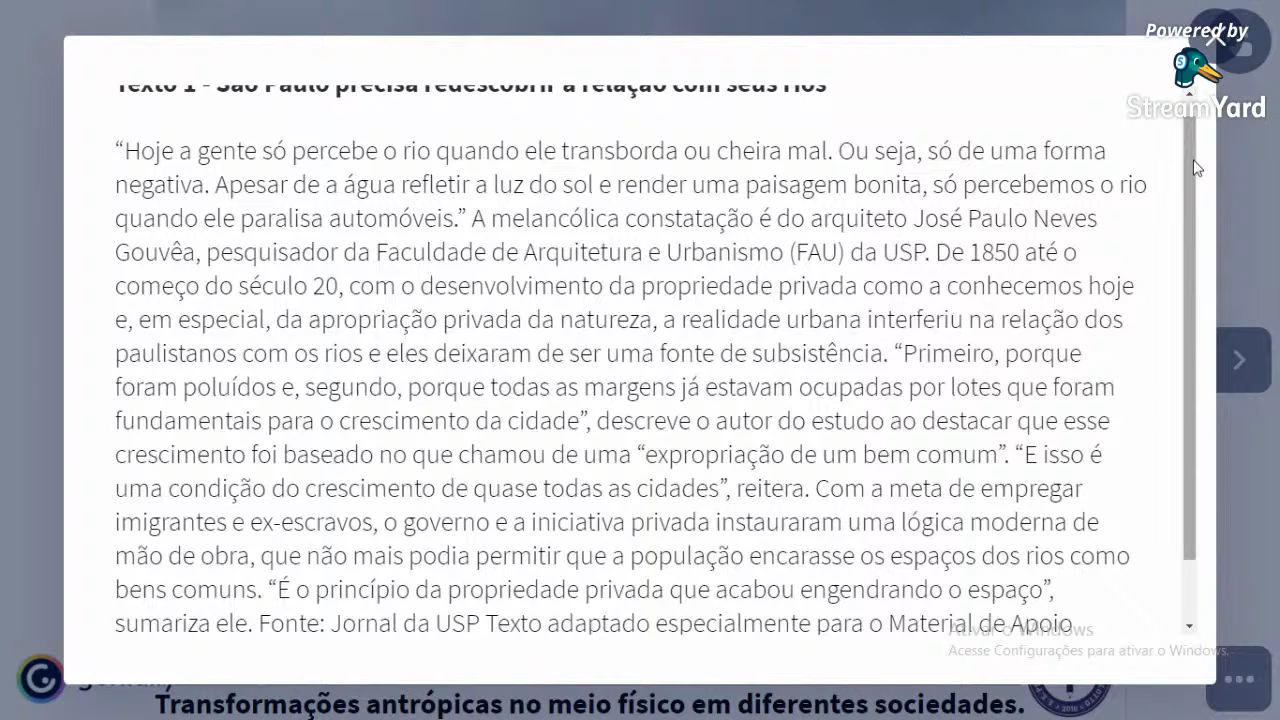 Powered by
StreamYard
Texto 1 - São Paulo precisa redescobrir a relação com seus rios
“Hoje a gente só percebe o rio quando ele transborda ou cheira mal. Ou seja, só de uma forma
negativa. Apesar de a água refletir a luz do sol e render uma paisagem bonita, só percebemos o rio
quando ele paralisa automóveis.” A melancólica constatação é do arquiteto José Paulo Neves
Gouvêa, pesquisador da Faculdade de Arquitetura e Urbanismo (FAU) da USP. De 1850 até o
começo do século 20, com o desenvolvimento da propriedade privada como a conhecemos hoje
e, em especial, da apropriação privada da natureza, a realidade urbana interferiu na relação dos
paulistanos com os rios e eles deixaram de ser uma fonte de subsistência. “Primeiro, porque
foram poluídos e, segundo, porque todas as margens já estavam ocupadas por lotes que foram
fundamentais para o crescimento da cidade”, descreve o autor do estudo ao destacar que esse
crescimento foi baseado no que chamou de uma “expropriação de um bem comum”. “E isso é
uma condição do crescimento de quase todas as cidades”, reitera. Com a meta de empregar
imigrantes e ex-escravos, o governo e a iniciativa privada instauraram uma lógica moderna de
mão de obra, que não mais podia permitir que a população encarasse os espaços dos rios como
bens comuns. “É o princípio da propriedade privada que acabou engendrando o espaço”,
sumariza ele. Fonte: Jornal da USP Texto adaptado especialmente para o Material de Apoio
Ativar o Windows
Acesse Configurações para ativar o Windows.
Transformações antrópicas no meio físico em diferentes sociedades.